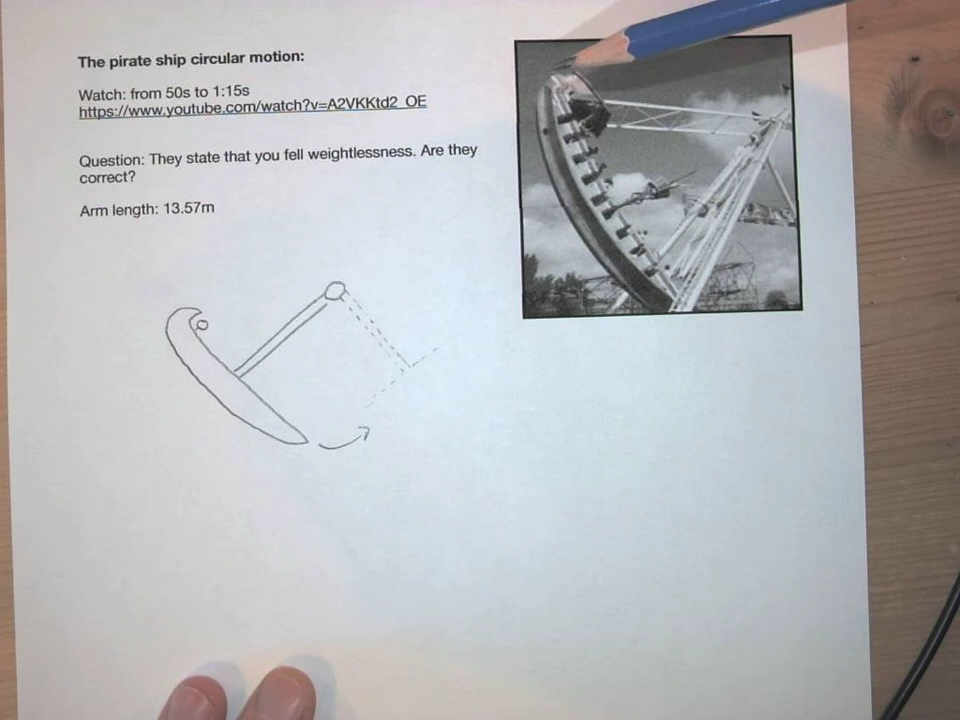 The pirate ship circular motion:
Watch: from 50s to 1:15s
https://www.youtube.com/watch?v=A2VKKtd2_OE
Question: They state that you fell weightlessness. Are they
correct?
Arm length: 13.57m